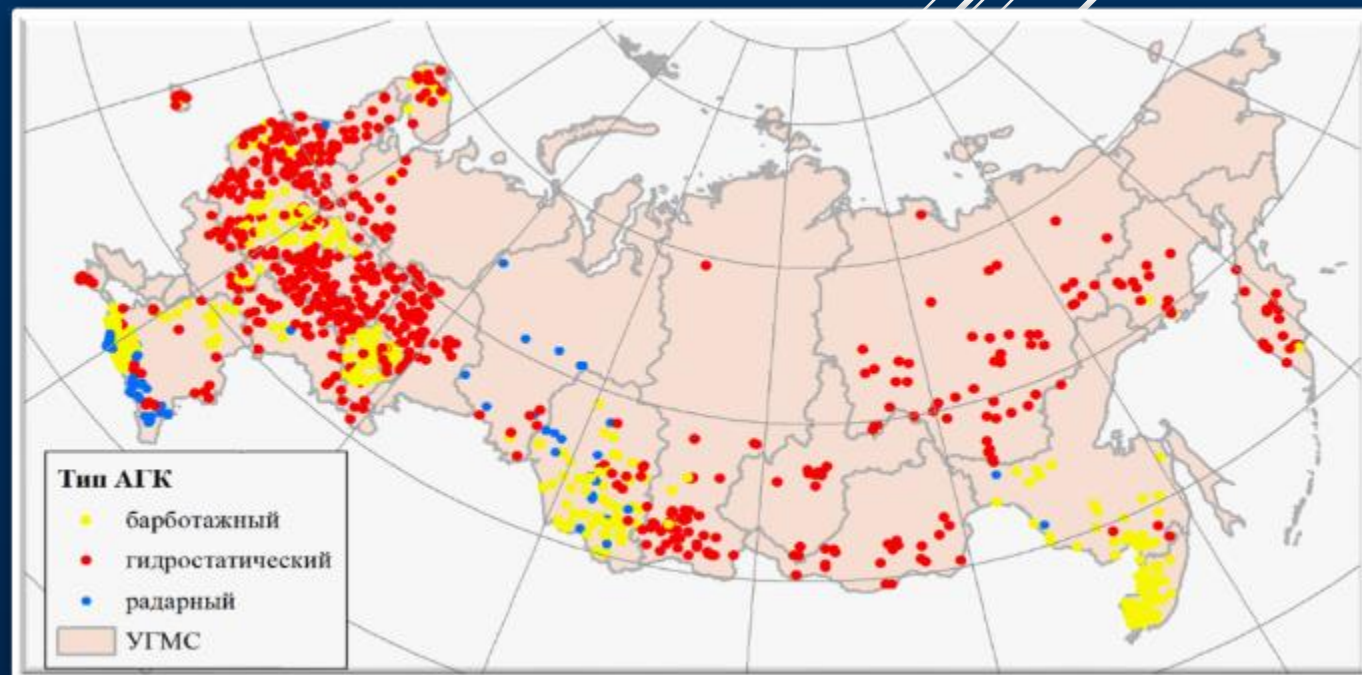 Тип АГК
барботажный
гидростатический
радарный
УГМС